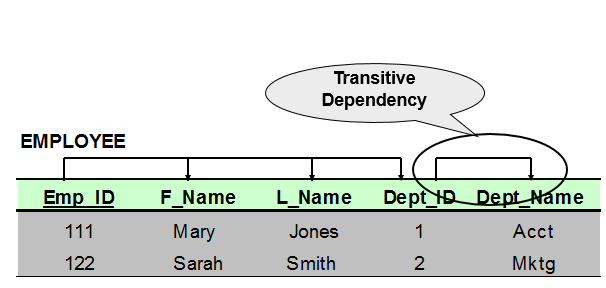 Transitive
Dependency
EMPLOYEE
Emp_ID F_Name L_Name Dept_ID Dept_Name
111 Mary Jones 1 Acct
122 Sarah Smith 2 Mktg